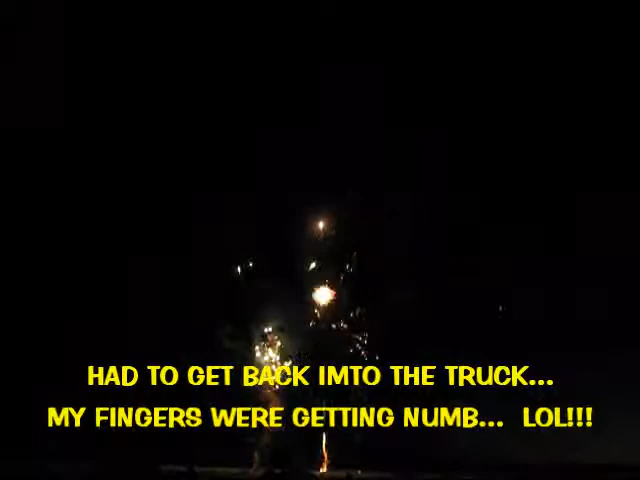 HAD TO GET BACK IMTO THE TRUCK...
MY FINGERS WERE GETTING NUMB... LOL!!!